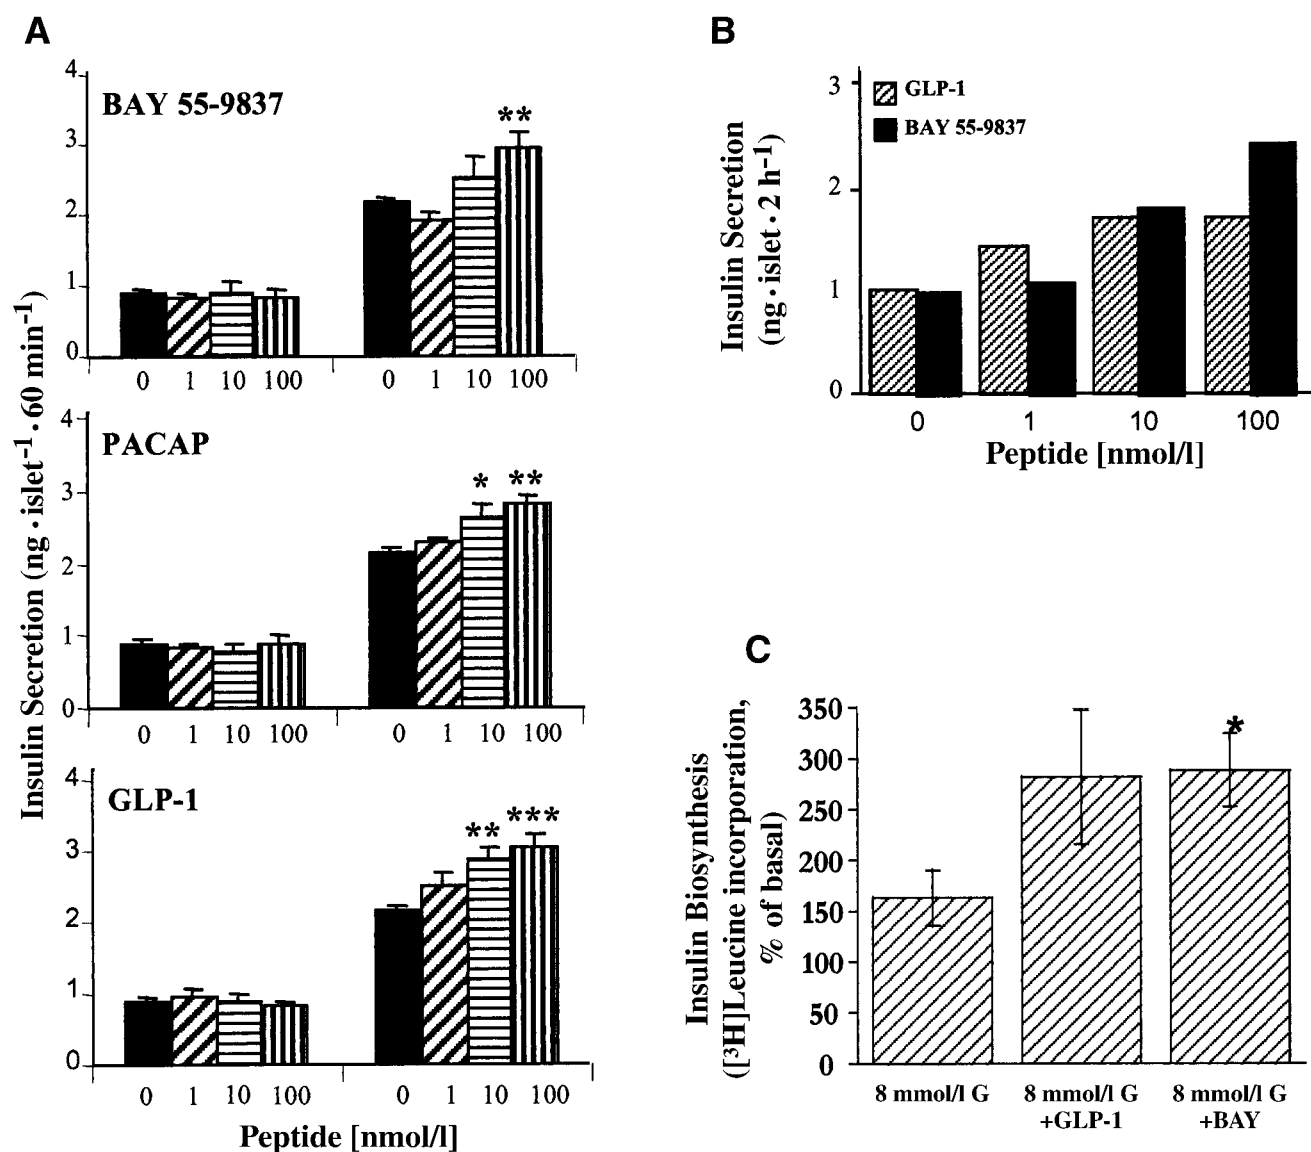 A
Insulin Secretion (ng · islet⁻¹ · 60 min⁻¹)
BAY 55-9837
4
3
2
1
0
**
0 1 10 100 0 1 10 100
PACAP
4
3
2
1
0
* **
0 1 10 100 0 1 10 100
GLP-1
4
3
2
1
0
** ***
0 1 10 100 0 1 10 100
Peptide [nmol/l]
B
Insulin Secretion
(ng · islet · 2 h⁻¹)
3
2
1
0
GLP-1
BAY 55-9837
0 1 10 100
Peptide [nmol/l]
C
Insulin Biosynthesis
([³H]Leucine incorporation,
% of basal)
350
300
250
200
150
100
50
0
*
8 mmol/l G 8 mmol/l G 8 mmol/l G
+GLP-1 +BAY